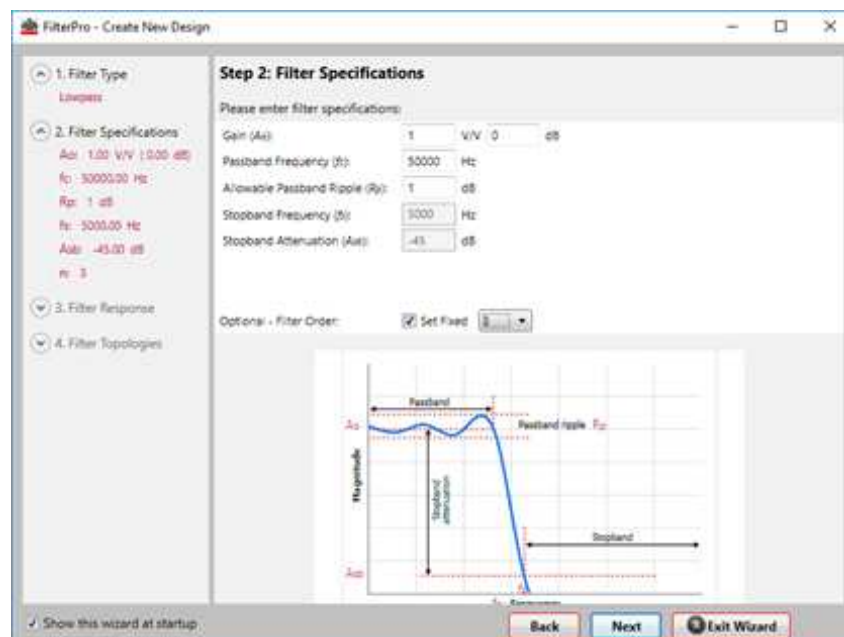 FilterPro - Create New Design
1. Filter Type
Lowpass
2. Filter Specifications
Ao: 1.00 V/V ( 0.00 dB)
fc: 50000.00 Hz
Rp: 1 dB
fs: 5000.00 Hz
Asb: -45.00 dB
n: 3
3. Filter Response
4. Filter Topologies
Step 2: Filter Specifications
Please enter filter specifications:
Gain (Ao): 1 V/V 0 dB
Passband Frequency (fc): 50000 Hz
Allowable Passband Ripple (Rp): 1 dB
Stopband Frequency (fs): 5000 Hz
Stopband Attenuation (Asb): -45 dB
Optional - Filter Order: Set Fixed 3
Passband
Ao
Passband ripple Rp
Magnitude
Stopband attenuation
Stopband
Asb
Show this wizard at startup
Back Next Exit Wizard